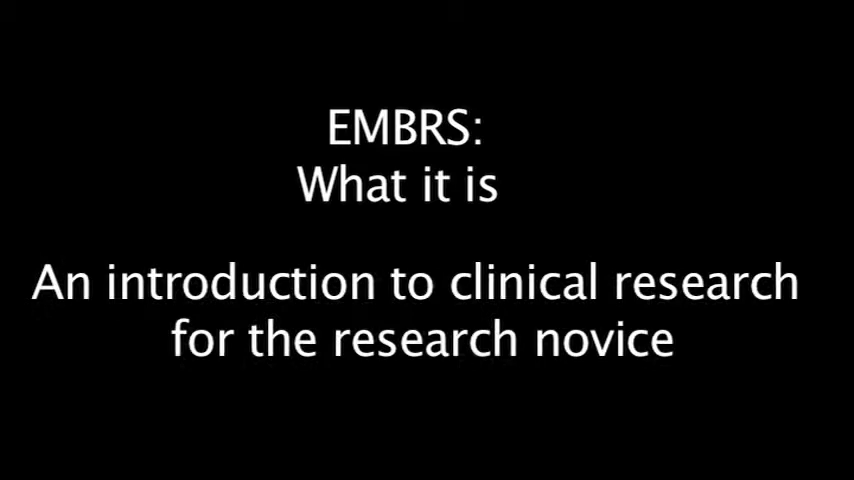 EMBRS:
What it is
An introduction to clinical research
for the research novice